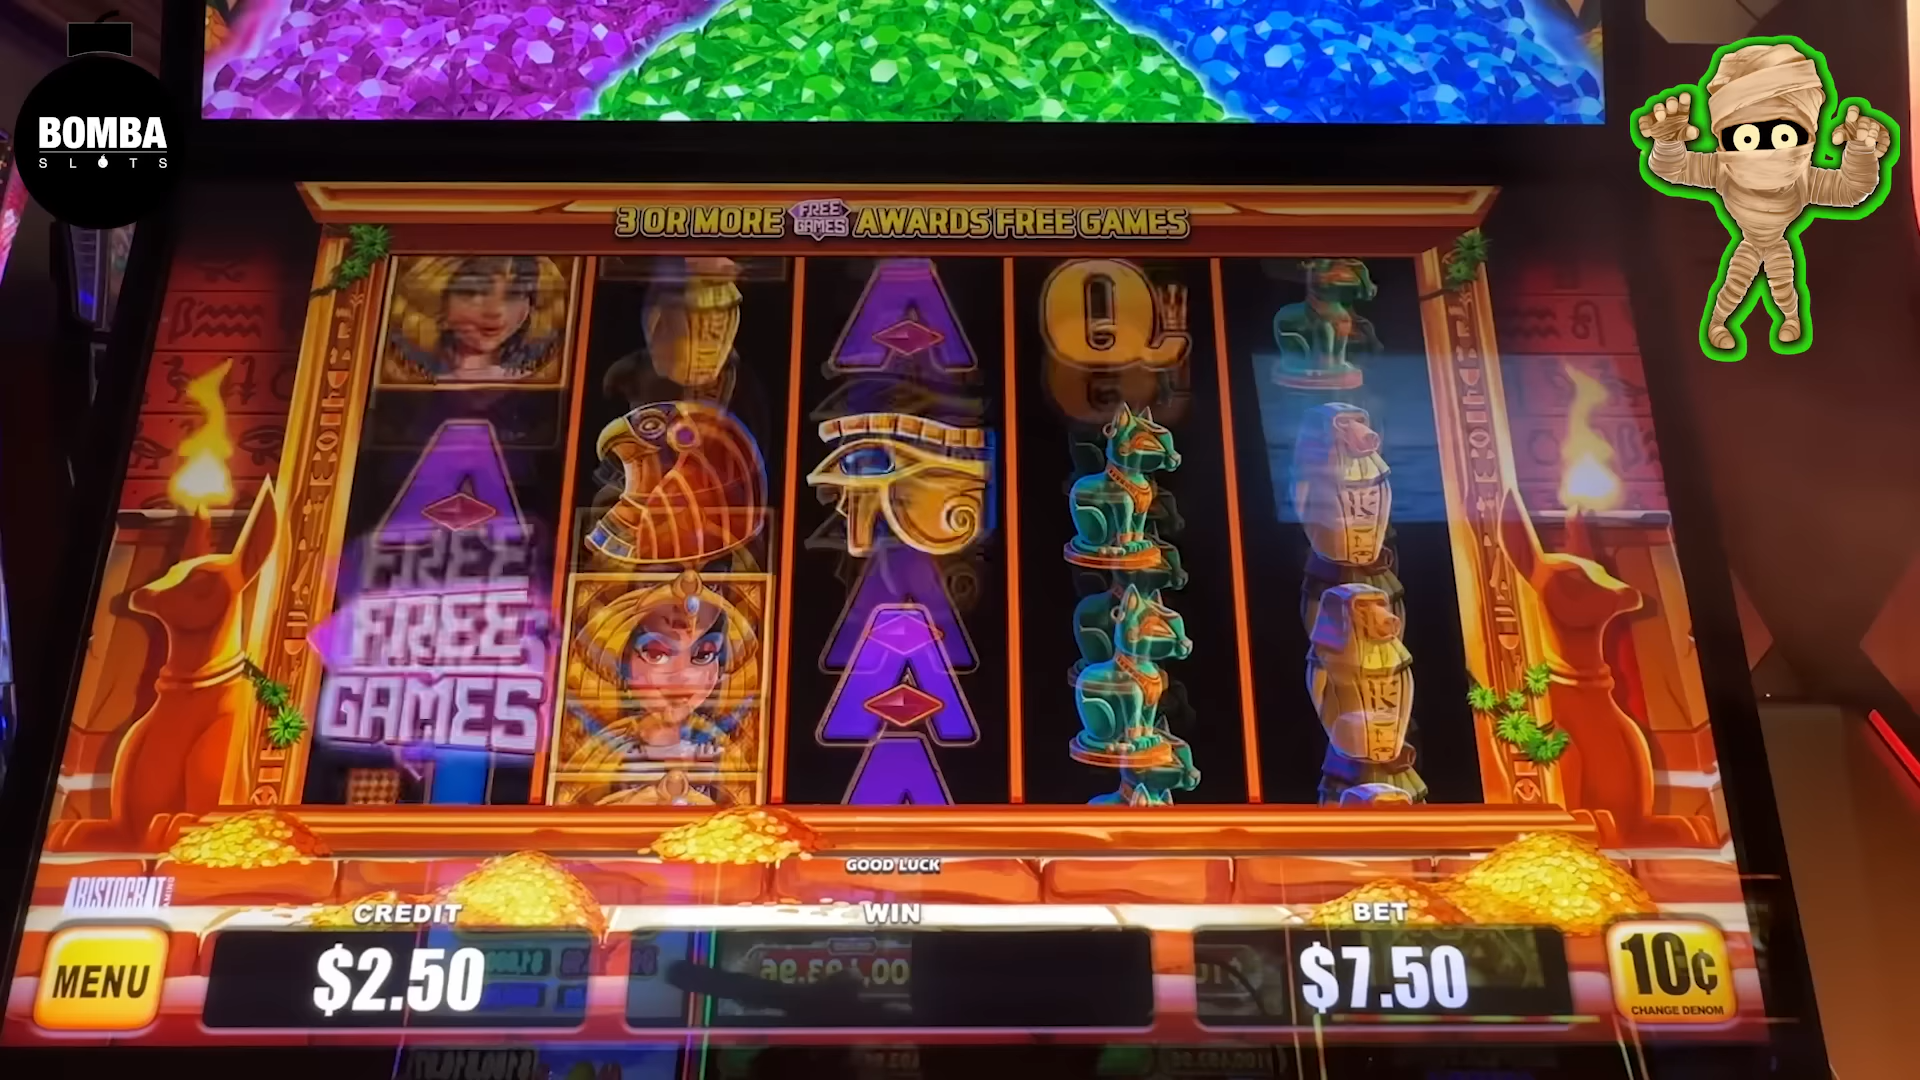 BOMBA
SLOTS
3 OR MORE FREE GAMES AWARDS FREE GAMES
A
Q
FREE
FREE
GAMES
A
A
A
GOOD LUCK
ARISTOCRAT
CREDIT
WIN
BET
MENU
$2.50
$7.50
10¢
CHANGE DENOM